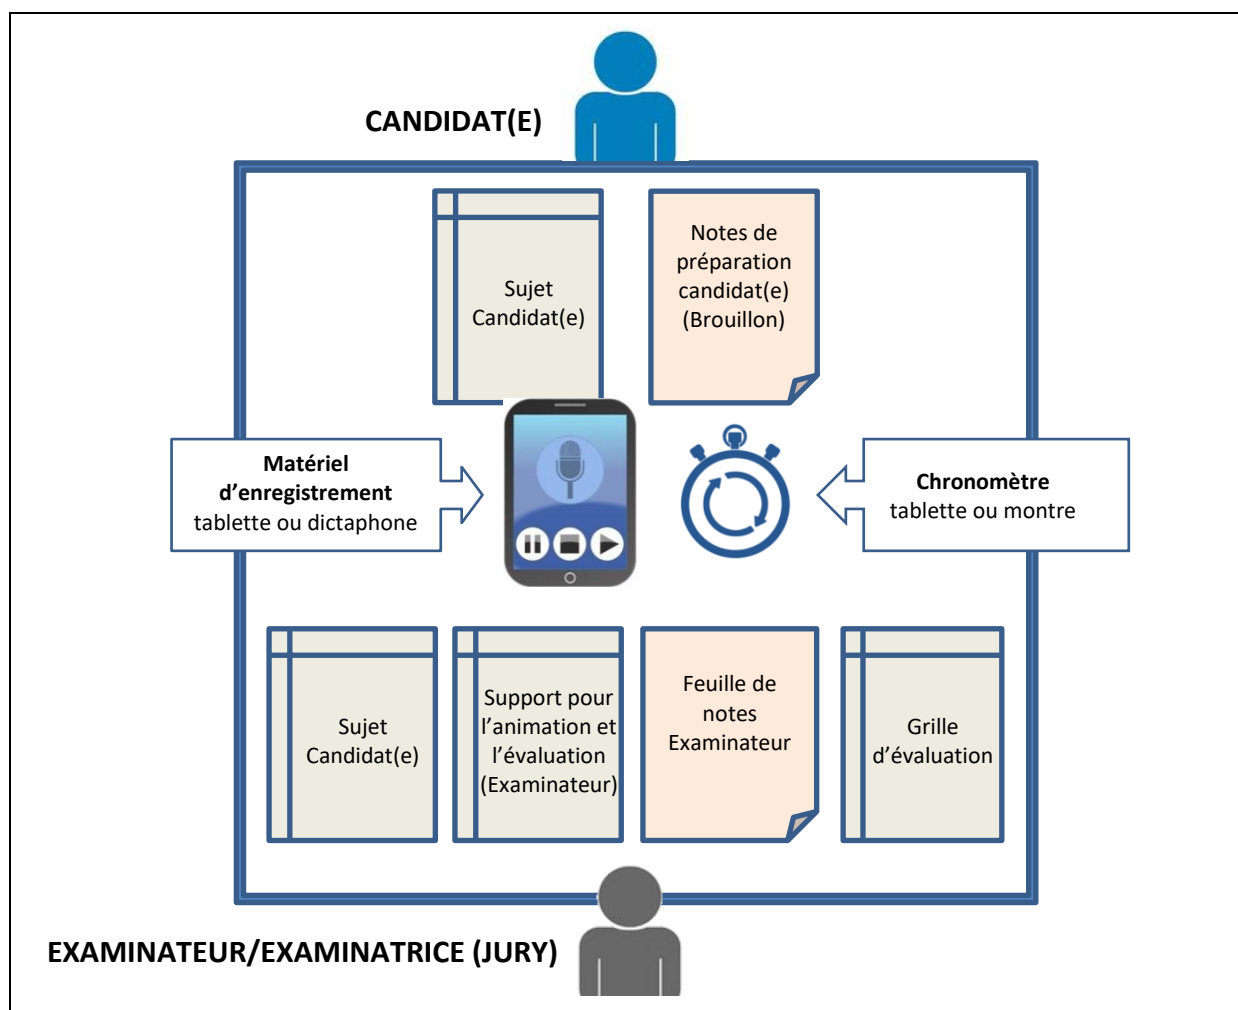 CANDIDAT(E)
Sujet
Candidat(e)
Notes de
préparation
candidat(e)
(Brouillon)
Matériel
d’enregistrement
tablette ou dictaphone
Chronomètre
tablette ou montre
Sujet
Candidat(e)
Support pour
l’animation et
l’évaluation
(Examinateur)
Feuille de
notes
Examinateur
Grille
d’évaluation
EXAMINATEUR/EXAMINATRICE (JURY)